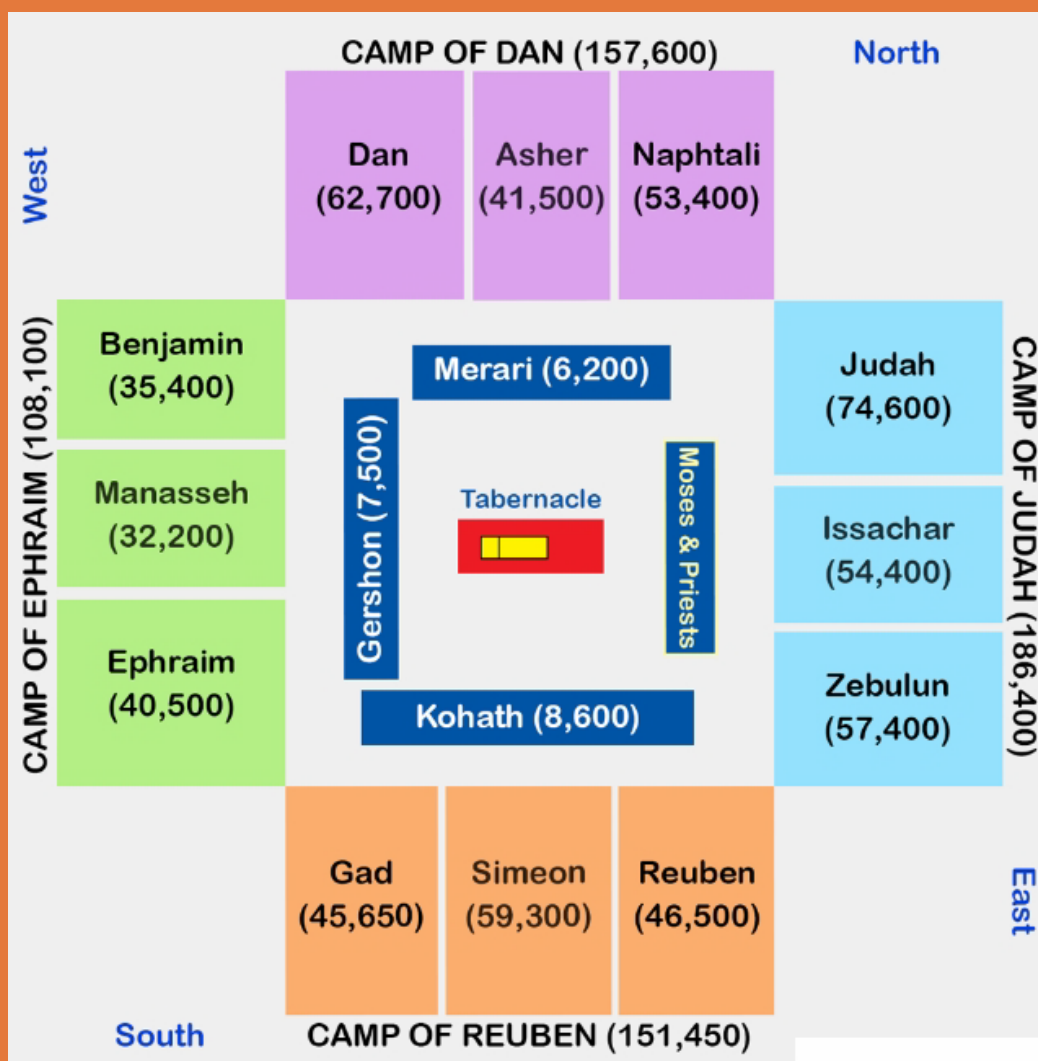 CAMP OF DAN (157,600)
North
West
Dan
(62,700)
Asher
(41,500)
Naphtali
(53,400)
CAMP OF EPHRAIM (108,100)
Benjamin
(35,400)
Manasseh
(32,200)
Ephraim
(40,500)
Merari (6,200)
Gershon (7,500)
Tabernacle
Moses & Priests
Kohath (8,600)
Judah
(74,600)
Issachar
(54,400)
Zebulun
(57,400)
CAMP OF JUDAH (186,400)
East
Gad
(45,650)
Simeon
(59,300)
Reuben
(46,500)
South
CAMP OF REUBEN (151,450)